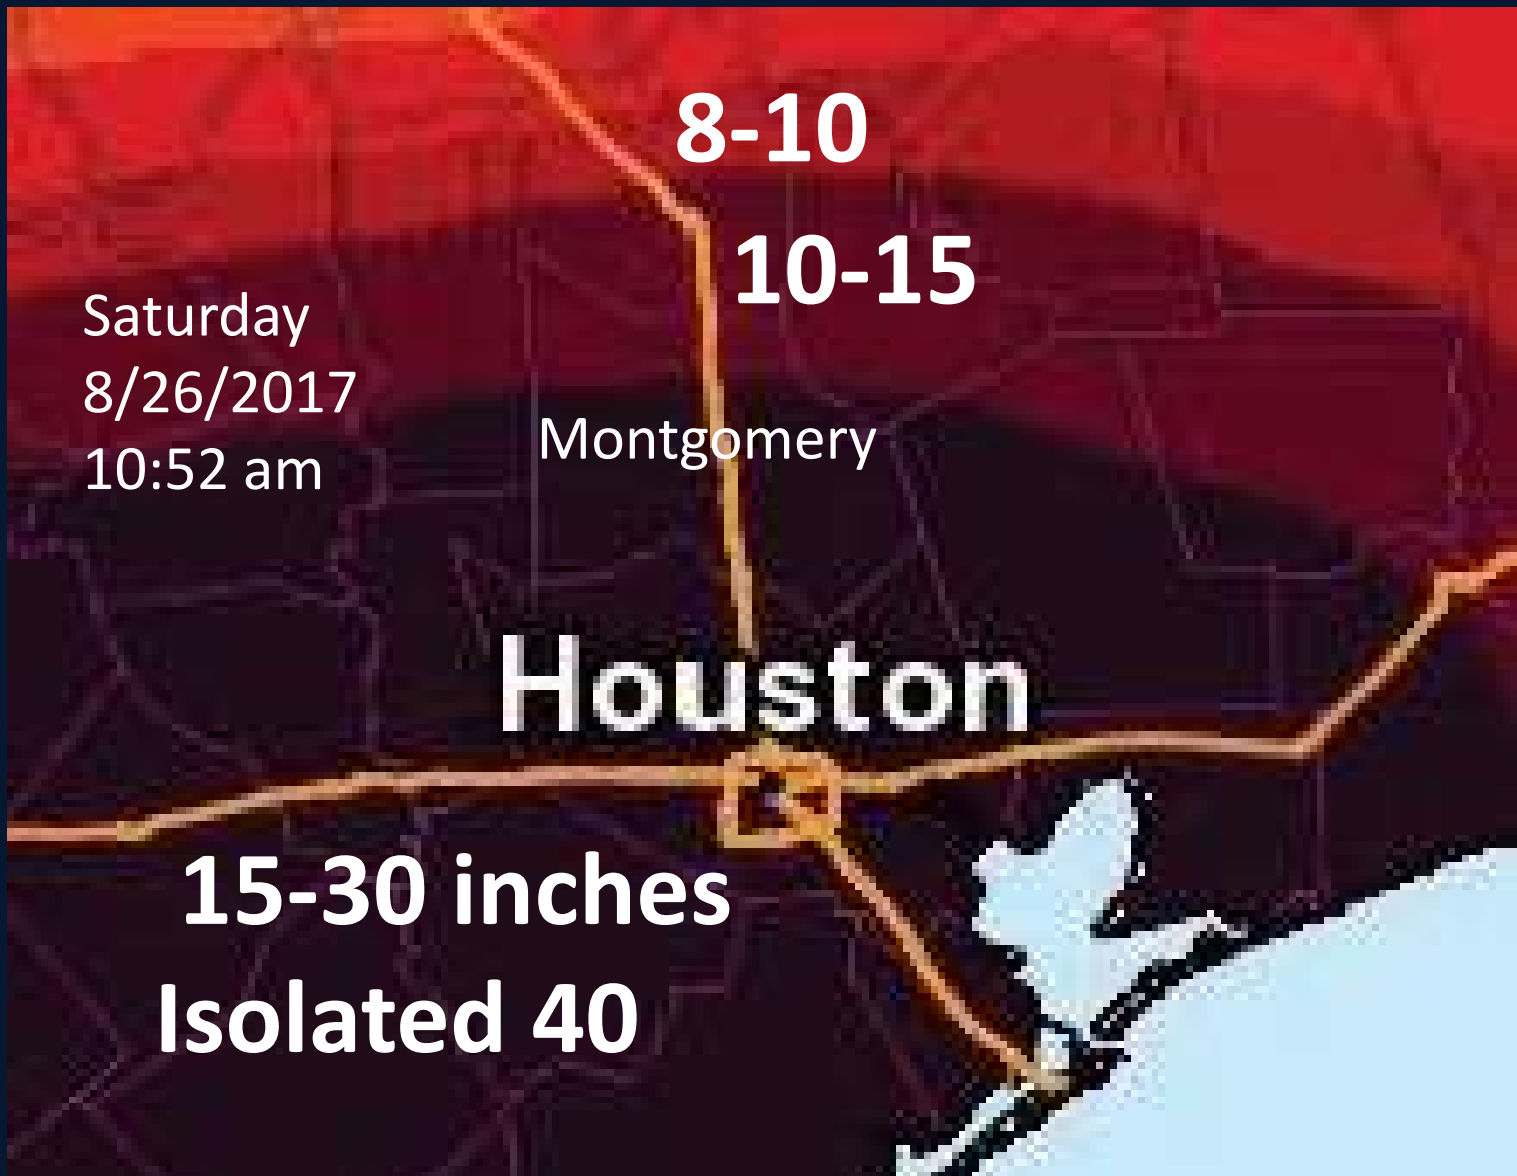 8-10
10-15
Saturday
8/26/2017
10:52 am
Montgomery
Houston
15-30 inches
Isolated 40